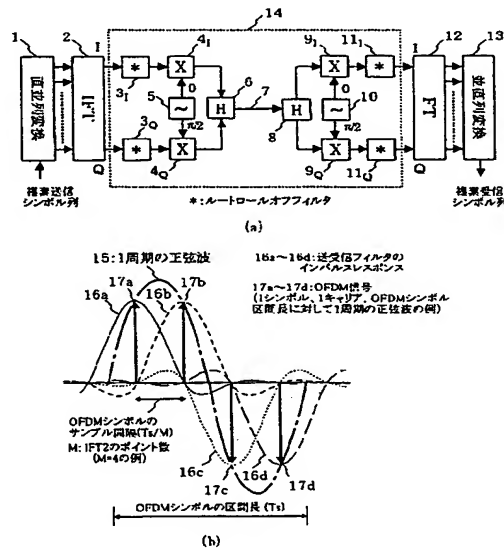 14
1 2 4I 9I 11I 12 13
I I
* X X *
3I 0 6 7 0
直並列変換 IFT 5 ~ H H ~ 10 FT 並直列変換
3Q π/2 8 π/2
* X X *
Q Q
4Q 9Q 11Q
複素送信
シンボル列
*:ルートロールオフフィルタ
複素受信
シンボル列
(a)
15:1周期の正弦波
16a 17a 16b 17b
16a~16d:送受信フィルタの
インパルスレスポンス
17a~17d:OFDM信号
(1シンボル、1キャリア、OFDMシンボル
区間長に対して1周期の正弦波の例)
OFDMシンボルの
サンプル間隔(Ts/M)
M:IFT2のポイント数
(M=4の例)
16c 16d
17c 17d
OFDMシンボルの区間長(Ts)
(b)